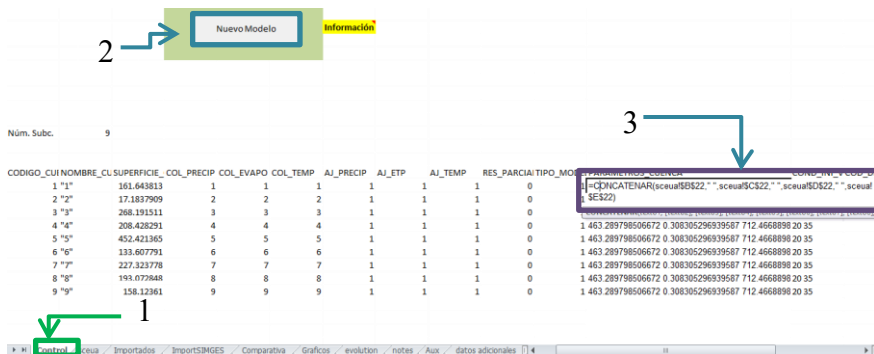 Nuevo Modelo
Información
2
3
Núm. Subc. 9
CODIGO_CUI NOMBRE_CU SUPERFICIE_ COL_PRECIP COL_EVAPO COL_TEMP AJ_PRECIP AJ_ETP AJ_TEMP RES_PARCIAI TIPO_MODE PARAMETROS_CUENCA COND_INI_V COD_D
1 "1" 161.643813 1 1 1 1 1 1 0 1 =CONCATENAR(sceua!$B$22," ",sceua!$C$22," ",sceua!$D$22," ",sceua!
2 "2" 17.1837909 2 2 2 1 1 1 0 1 $E$22)
3 "3" 268.191511 3 3 3 1 1 1 0
4 "4" 208.428291 4 4 4 1 1 1 0 1 463.289798506672 0.308305296939587 712.4668898 20 35
5 "5" 452.421365 5 5 5 1 1 1 0 1 463.289798506672 0.308305296939587 712.4668898 20 35
6 "6" 133.607791 6 6 6 1 1 1 0 1 463.289798506672 0.308305296939587 712.4668898 20 35
7 "7" 227.323778 7 7 7 1 1 1 0 1 463.289798506672 0.308305296939587 712.4668898 20 35
8 "8" 193.072848 8 8 8 1 1 1 0 1 463.289798506672 0.308305296939587 712.4668898 20 35
9 "9" 158.12361 9 9 9 1 1 1 0 1 463.289798506672 0.308305296939587 712.4668898 20 35
1
Control sceua Importados ImportSIMGES Comparativa Graficos evolution notes Aux datos adicionales